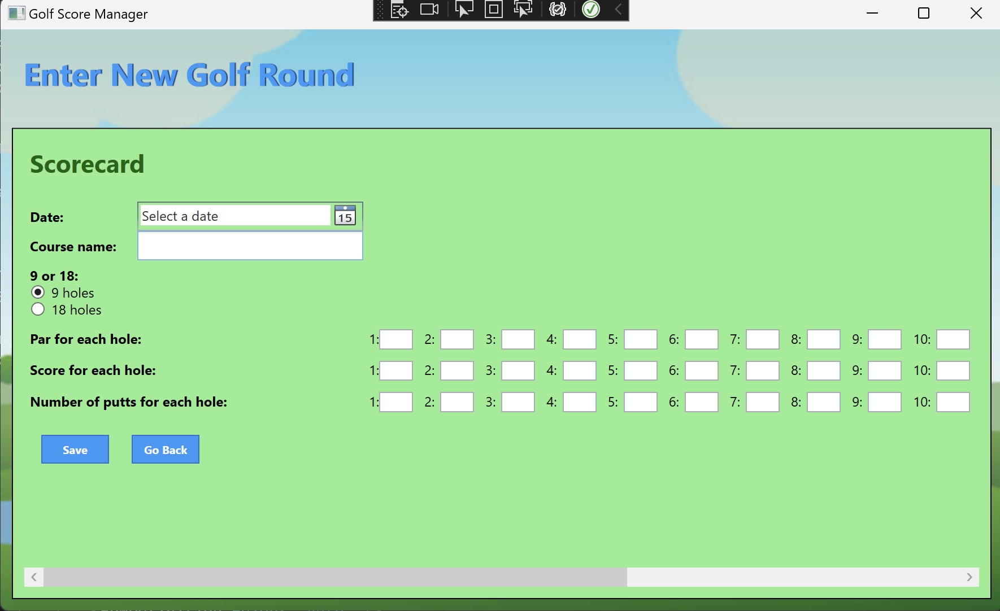 Golf Score Manager
Enter New Golf Round
Scorecard
Date: Select a date 15
Course name:
9 or 18:
9 holes
18 holes
Par for each hole: 1: 2: 3: 4: 5: 6: 7: 8: 9: 10:
Score for each hole: 1: 2: 3: 4: 5: 6: 7: 8: 9: 10:
Number of putts for each hole: 1: 2: 3: 4: 5: 6: 7: 8: 9: 10:
Save Go Back